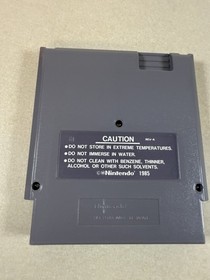 CAUTION
REV-A
● DO NOT STORE IN EXTREME TEMPERATURES.
● DO NOT IMMERSE IN WATER.
● DO NOT CLEAN WITH BENZENE, THINNER,
ALCOHOL OR OTHER SUCH SOLVENTS.
©Nintendo 1985